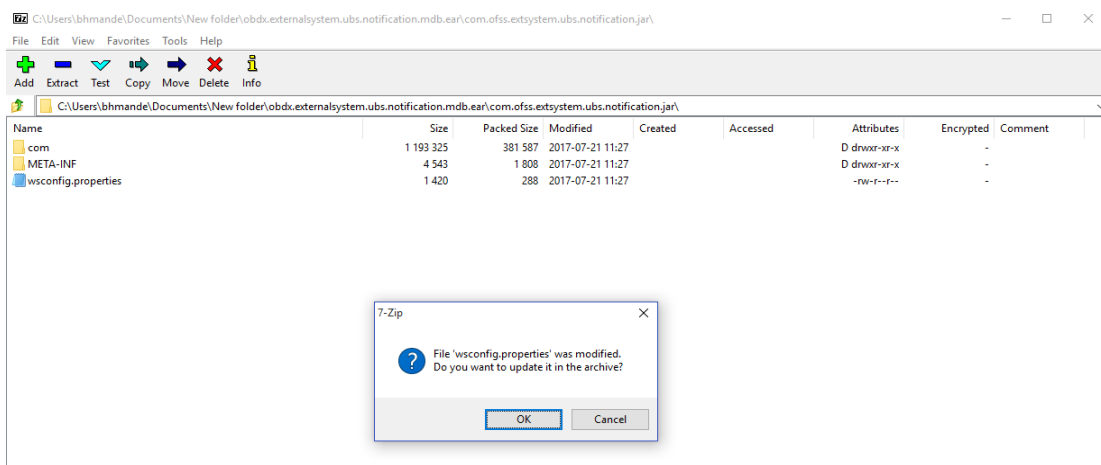 7z C:\Users\bhmande\Documents\New folder\obdx.externalsystem.ubs.notification.mdb.ear\com.ofss.extsystem.ubs.notification.jar\
File Edit View Favorites Tools Help
Add Extract Test Copy Move Delete Info
C:\Users\bhmande\Documents\New folder\obdx.externalsystem.ubs.notification.mdb.ear\com.ofss.extsystem.ubs.notification.jar\
Name Size Packed Size Modified Created Accessed Attributes Encrypted Comment
com 1 193 325 381 587 2017-07-21 11:27 D drwxr-xr-x -
META-INF 4 543 1 808 2017-07-21 11:27 D drwxr-xr-x -
wsconfig.properties 1 420 288 2017-07-21 11:27 -rw-r--r-- -
7-Zip
File 'wsconfig.properties' was modified.
Do you want to update it in the archive?
OK Cancel